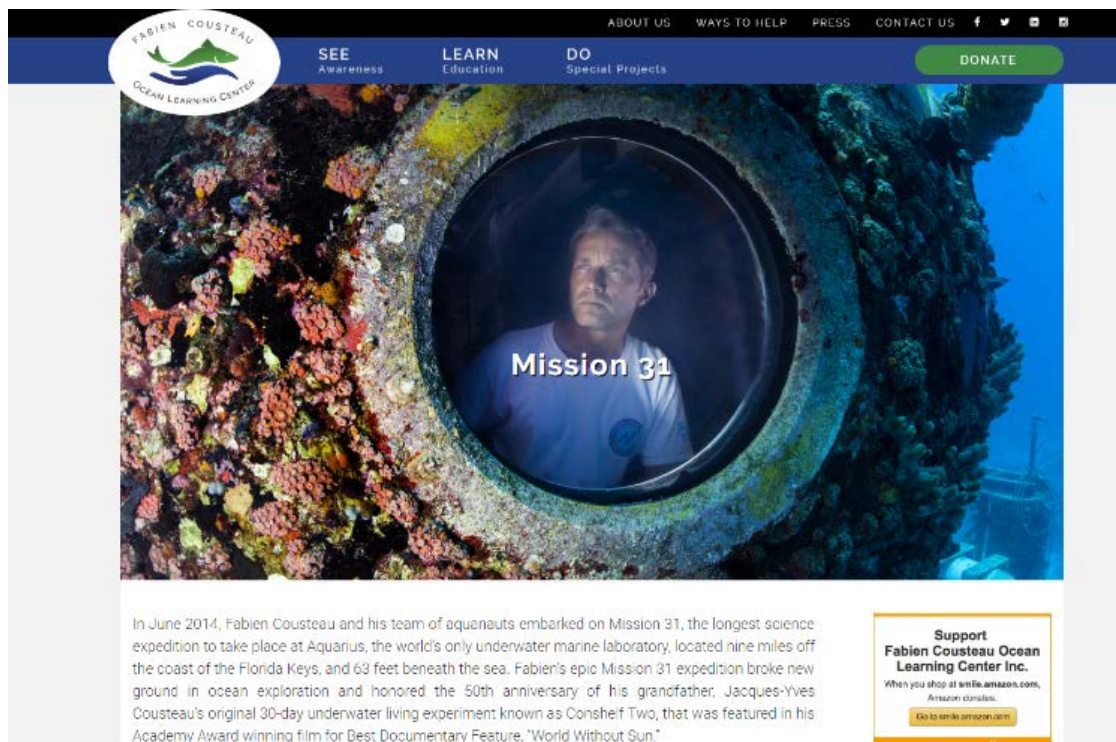 ABOUT US WAYS TO HELP PRESS CONTACT US
FABIEN COUSTEAU
OCEAN LEARNING CENTER
SEE
Awareness
LEARN
Education
DO
Special Projects
DONATE
Mission 31
In June 2014, Fabien Cousteau and his team of aquanauts embarked on Mission 31, the longest science
expedition to take place at Aquarius, the world's only underwater marine laboratory, located nine miles off
the coast of the Florida Keys, and 63 feet beneath the sea. Fabien's epic Mission 31 expedition broke new
ground in ocean exploration and honored the 50th anniversary of his grandfather, Jacques-Yves
Cousteau's original 30-day underwater living experiment known as Conshelf Two, that was featured in his
Academy Award winning film for Best Documentary Feature, "World Without Sun."
Support
Fabien Cousteau Ocean
Learning Center Inc.
When you shop at smile.amazon.com,
Amazon donates.
Go to smile.amazon.com